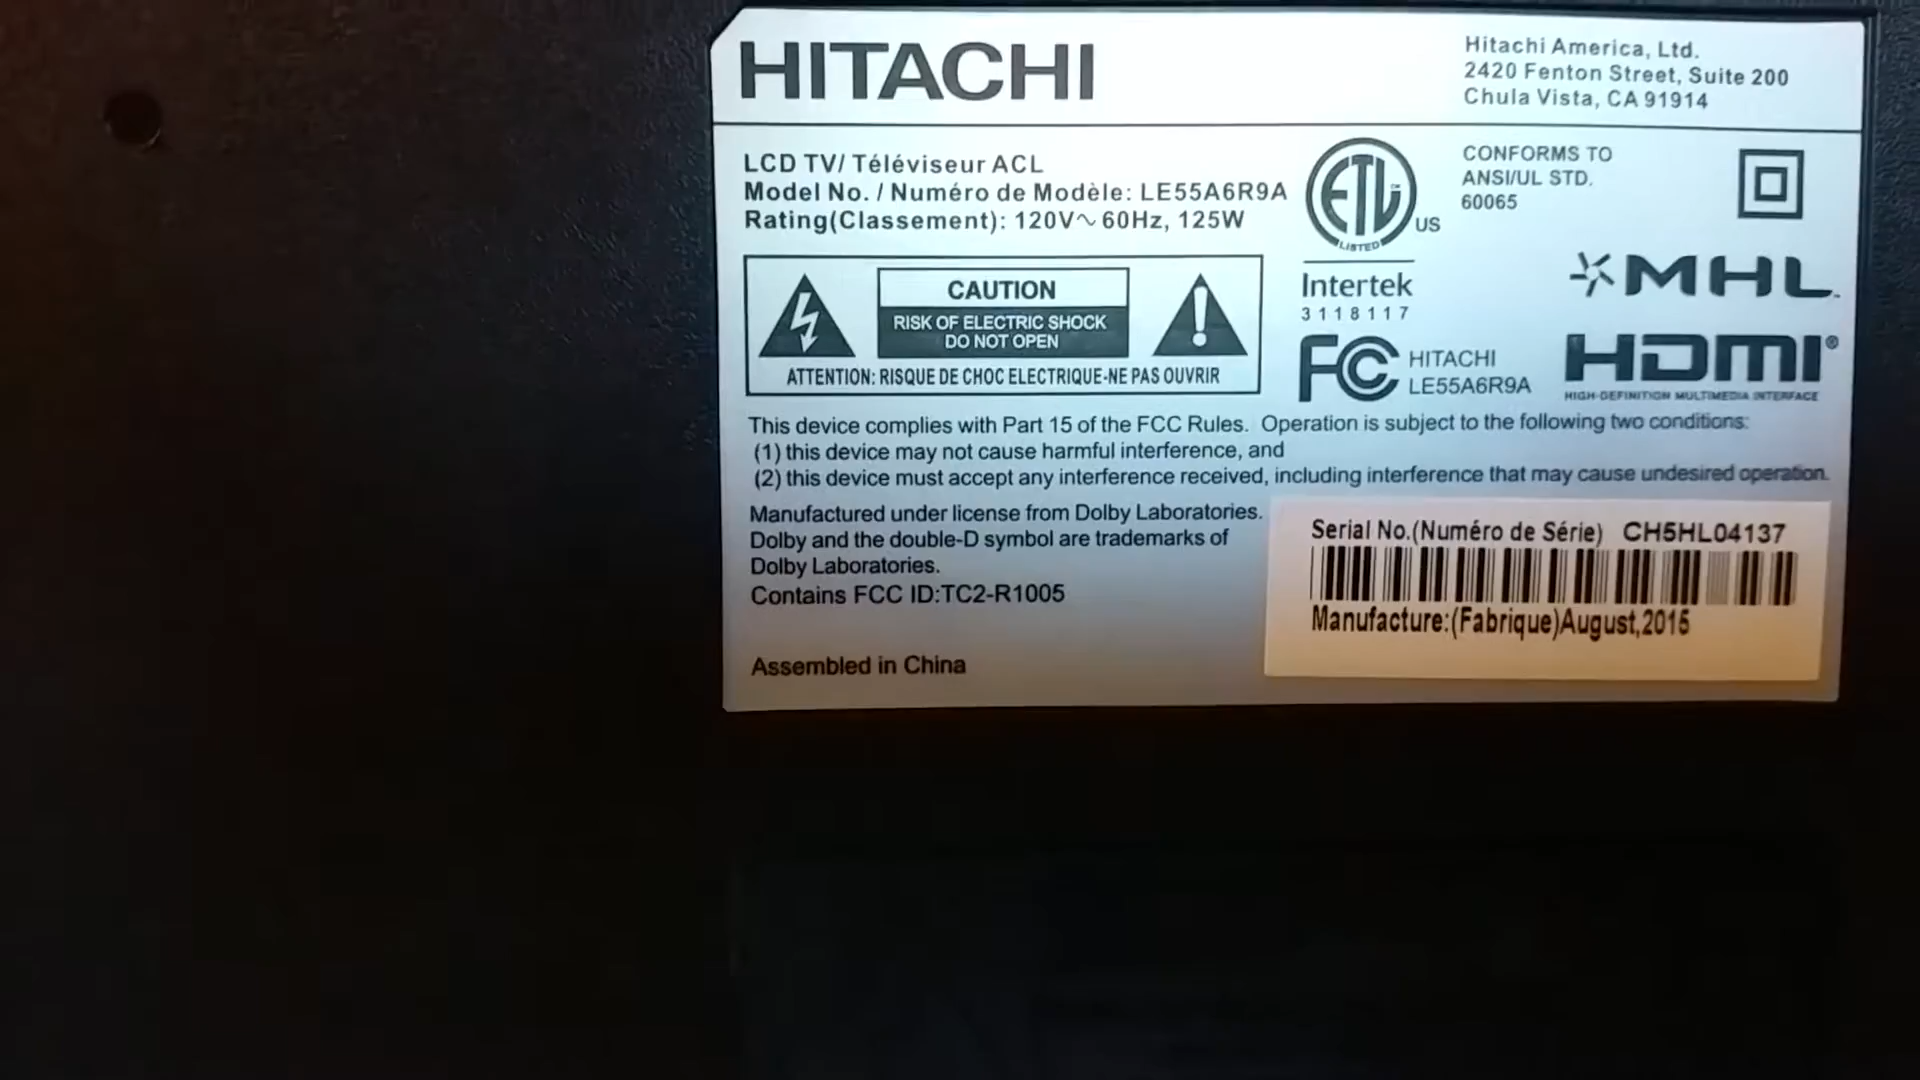 HITACHI
Hitachi America, Ltd.
2420 Fenton Street, Suite 200
Chula Vista, CA 91914
LCD TV/ Téléviseur ACL
Model No. / Numéro de Modèle: LE55A6R9A
Rating(Classement): 120V~ 60Hz, 125W
ETL
LISTED
US
CONFORMS TO
ANSI/UL STD.
60065
Intertek
3118117
MHL
CAUTION
RISK OF ELECTRIC SHOCK
DO NOT OPEN
ATTENTION: RISQUE DE CHOC ELECTRIQUE-NE PAS OUVRIR
FC
HITACHI
LE55A6R9A
HDMI®
HIGH-DEFINITION MULTIMEDIA INTERFACE
This device complies with Part 15 of the FCC Rules. Operation is subject to the following two conditions:
(1) this device may not cause harmful interference, and
(2) this device must accept any interference received, including interference that may cause undesired operation.
Manufactured under license from Dolby Laboratories.
Dolby and the double-D symbol are trademarks of
Dolby Laboratories.
Contains FCC ID:TC2-R1005
Assembled in China
Serial No.(Numéro de Série) CH5HL04137
Manufacture:(Fabrique)August,2015